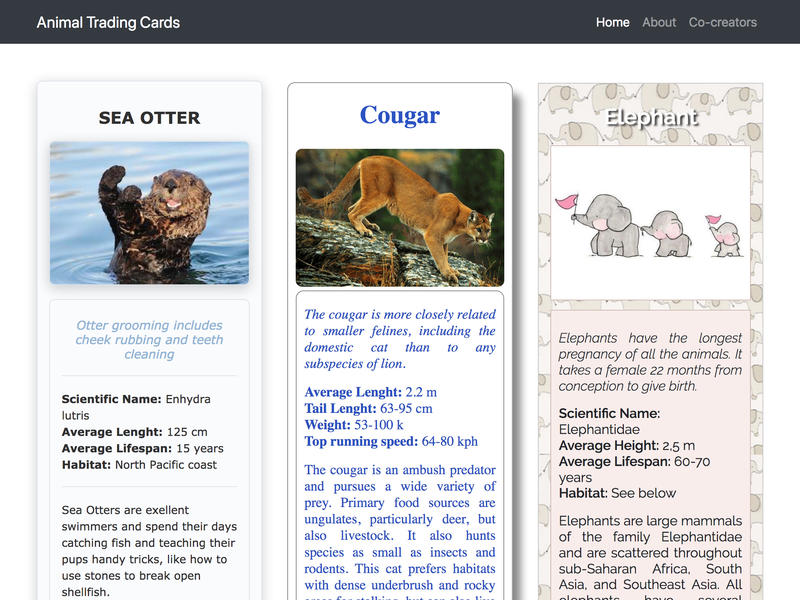 Animal Trading Cards
Home About Co-creators
SEA OTTER
Otter grooming includes
cheek rubbing and teeth
cleaning
Scientific Name: Enhydra
lutris
Average Lenght: 125 cm
Average Lifespan: 15 years
Habitat: North Pacific coast
Sea Otters are exellent
swimmers and spend their days
catching fish and teaching their
pups handy tricks, like how to
use stones to break open
shellfish.
Cougar
The cougar is more closely related
to smaller felines, including the
domestic cat than to any
subspecies of lion.
Average Lenght: 2.2 m
Tail Lenght: 63-95 cm
Weight: 53-100 k
Top running speed: 64-80 kph
The cougar is an ambush predator
and pursues a wide variety of
prey. Primary food sources are
ungulates, particularly deer, but
also livestock. It also hunts
species as small as insects and
rodents. This cat prefers habitats
with dense underbrush and rocky
areas for stalking, but can also live
Elephant
Elephants have the longest
pregnancy of all the animals. It
takes a female 22 months from
conception to give birth.
Scientific Name:
Elephantidae
Average Height: 2,5 m
Average Lifespan: 60-70
years
Habitat: See below
Elephants are large mammals
of the family Elephantidae
and are scattered throughout
sub-Saharan Africa, South
Asia, and Southeast Asia. All
elephants have several